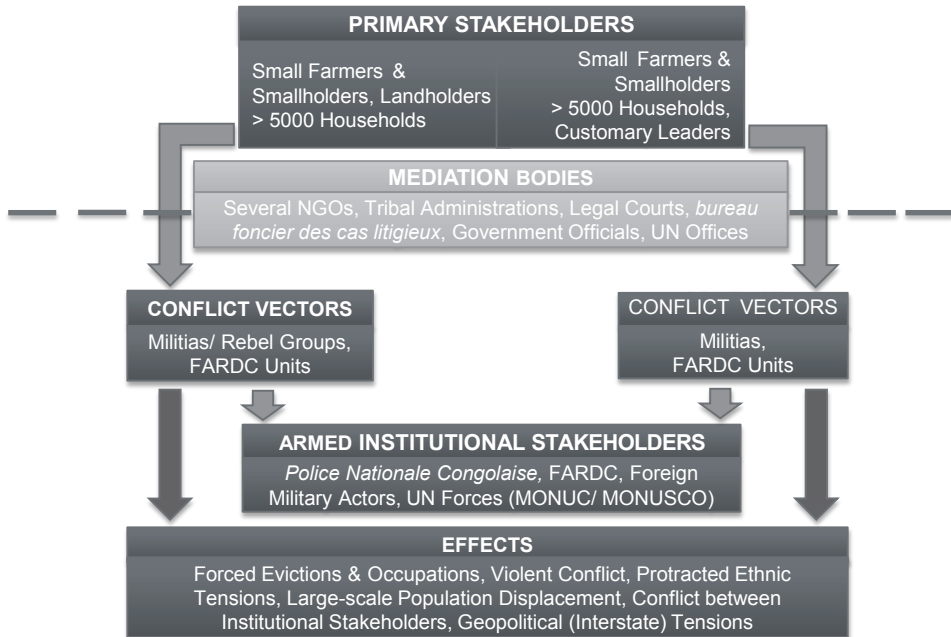 PRIMARY STAKEHOLDERS
Small Farmers &
Smallholders, Landholders
> 5000 Households
Small Farmers &
Smallholders
> 5000 Households,
Customary Leaders
MEDIATION BODIES
Several NGOs, Tribal Administrations, Legal Courts, bureau
foncier des cas litigieux, Government Officials, UN Offices
CONFLICT VECTORS
Militias/ Rebel Groups,
FARDC Units
CONFLICT VECTORS
Militias,
FARDC Units
ARMED INSTITUTIONAL STAKEHOLDERS
Police Nationale Congolaise, FARDC, Foreign
Military Actors, UN Forces (MONUC/ MONUSCO)
EFFECTS
Forced Evictions & Occupations, Violent Conflict, Protracted Ethnic
Tensions, Large-scale Population Displacement, Conflict between
Institutional Stakeholders, Geopolitical (Interstate) Tensions